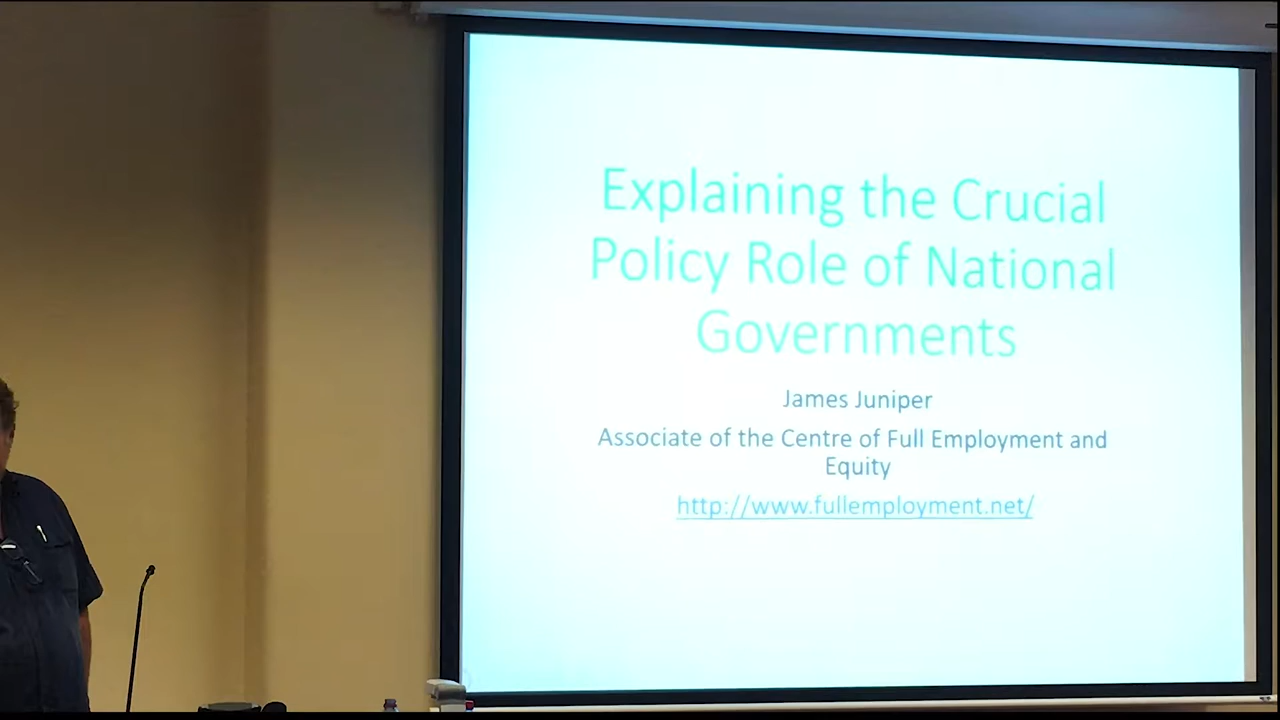 Explaining the Crucial
Policy Role of National
Governments
James Juniper
Associate of the Centre of Full Employment and
Equity
http://www.fullemployment.net/